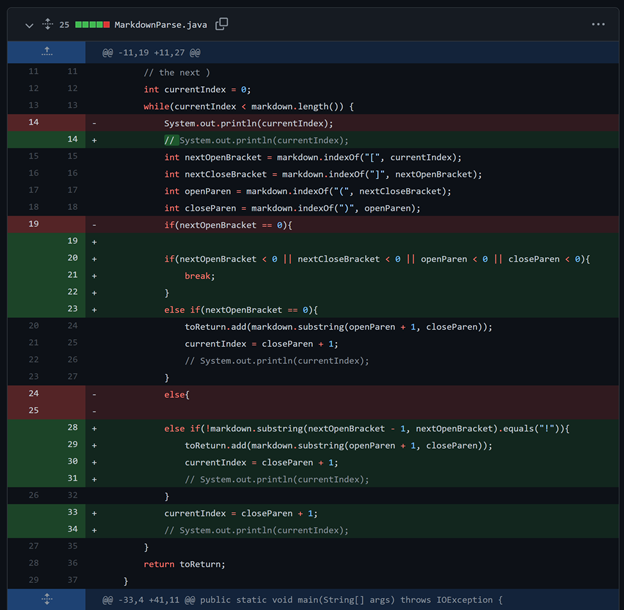 25 MarkdownParse.java ...
@@ -11,19 +11,27 @@
11 11 // the next )
12 12 int currentIndex = 0;
13 13 while(currentIndex < markdown.length()) {
14 - System.out.println(currentIndex);
14 + // System.out.println(currentIndex);
15 15 int nextOpenBracket = markdown.indexOf("[", currentIndex);
16 16 int nextCloseBracket = markdown.indexOf("]", nextOpenBracket);
17 17 int openParen = markdown.indexOf("(", nextCloseBracket);
18 18 int closeParen = markdown.indexOf(")", openParen);
19 - if(nextOpenBracket == 0){
19 +
20 + if(nextOpenBracket < 0 || nextCloseBracket < 0 || openParen < 0 || closeParen < 0){
21 + break;
22 + }
23 + else if(nextOpenBracket == 0){
20 24 toReturn.add(markdown.substring(openParen + 1, closeParen));
21 25 currentIndex = closeParen + 1;
22 26 // System.out.println(currentIndex);
23 27 }
24 - else{
25 -
28 + else if(!markdown.substring(nextOpenBracket - 1, nextOpenBracket).equals("!")){
29 + toReturn.add(markdown.substring(openParen + 1, closeParen));
30 + currentIndex = closeParen + 1;
31 + // System.out.println(currentIndex);
26 32 }
33 + currentIndex = closeParen + 1;
34 + // System.out.println(currentIndex);
27 35 }
28 36 return toReturn;
29 37 }
@@ -33,4 +41,11 @@ public static void main(String[] args) throws IOException {